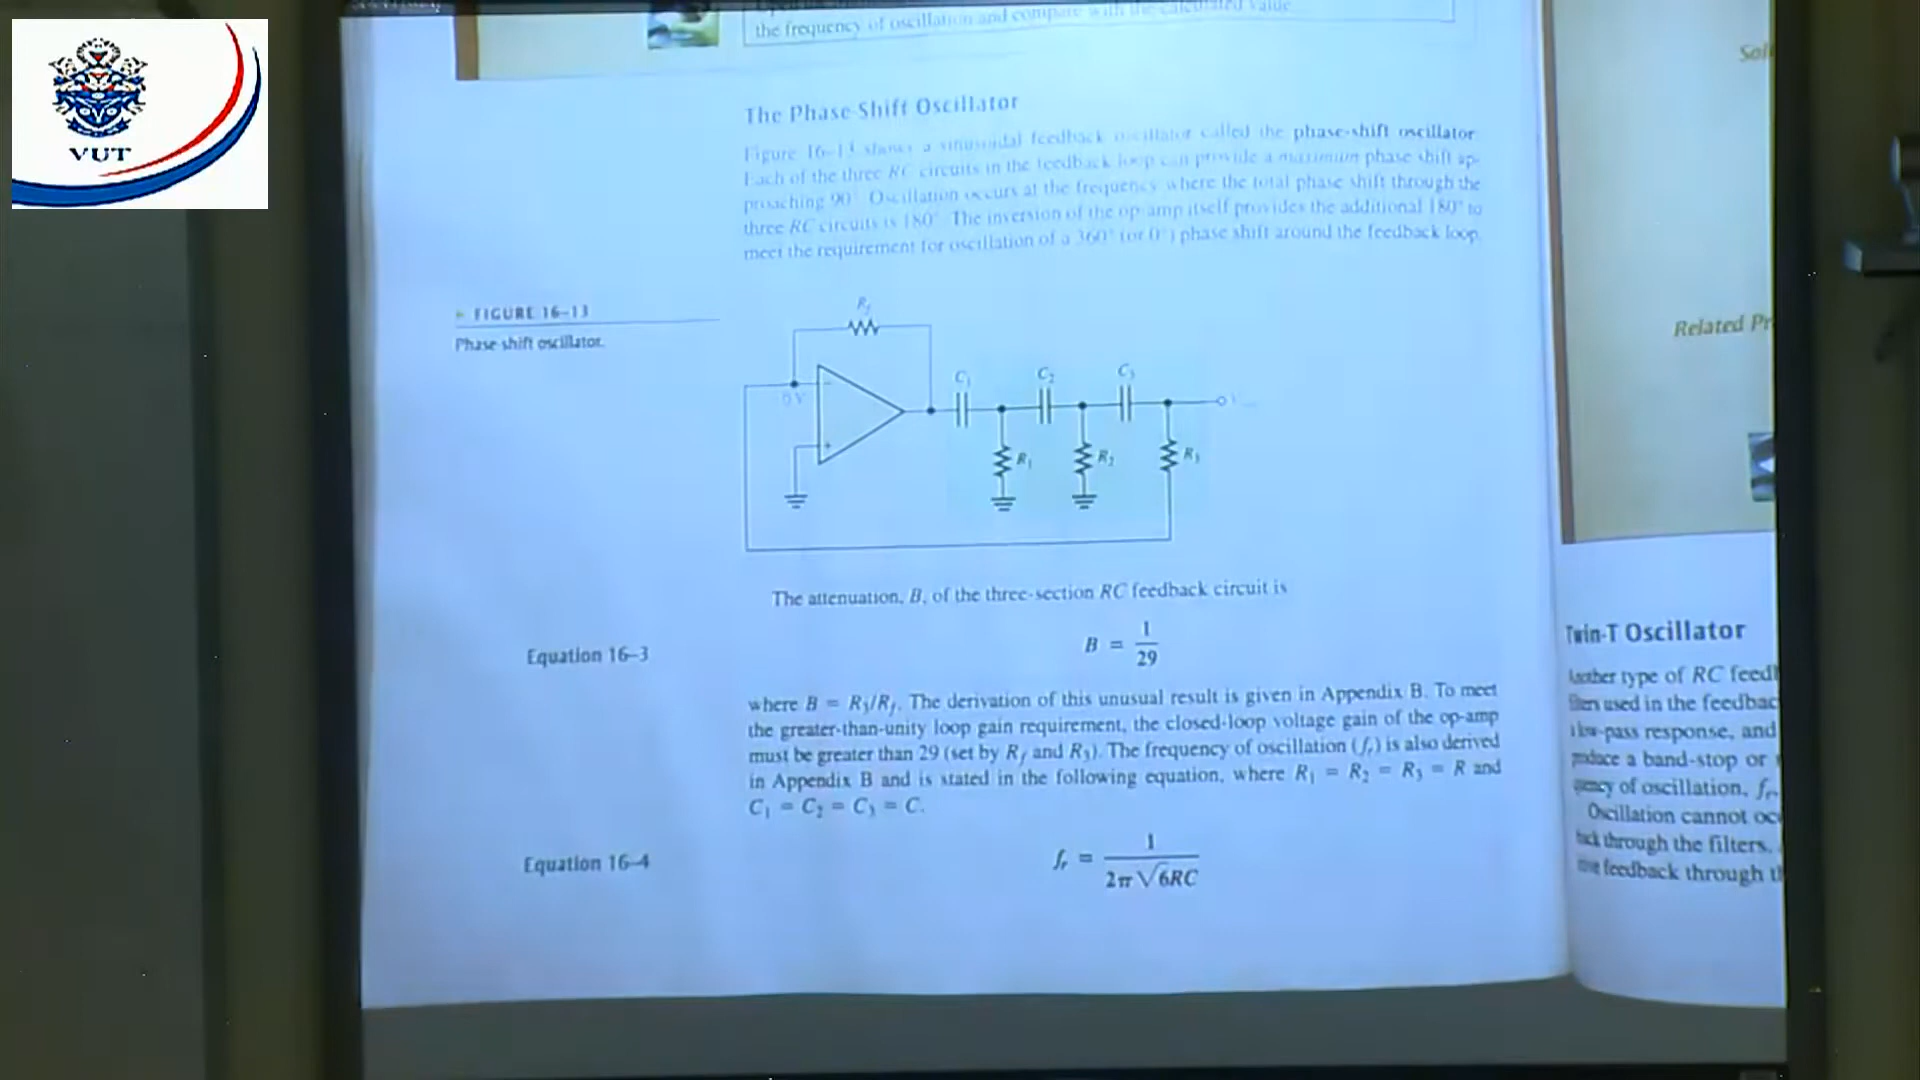 VUT
the frequency of oscillation and compare with the calculated value
Sol
The Phase-Shift Oscillator
Figure 16–13 shows a sinusoidal feedback oscillator called the phase-shift oscillator.
Each of the three RC circuits in the feedback loop can provide a maximum phase shift ap-
proaching 90° Oscillation occurs at the frequency where the total phase shift through the
three RC circuits is 180° The inversion of the op-amp itself provides the additional 180° to
meet the requirement for oscillation of a 360° (or 0°) phase shift around the feedback loop.
FIGURE 16–13
Phase shift oscillator.
Related Pr
Rf
C1 C2 C3
0 V
−
+
R1 R2 R3
The attenuation, B, of the three-section RC feedback circuit is
Equation 16–3
B = 1/29
where B = R3/Rf. The derivation of this unusual result is given in Appendix B. To meet
the greater-than-unity loop gain requirement, the closed-loop voltage gain of the op-amp
must be greater than 29 (set by Rf and R3). The frequency of oscillation (fr) is also derived
in Appendix B and is stated in the following equation, where R1 = R2 = R3 = R and
C1 = C2 = C3 = C.
Equation 16–4
fr = 1/2π√6RC
Twin-T Oscillator
Another type of RC feed
used in the feedbac
low-pass response, and
produce a band-stop or
of oscillation, fr
Oscillation cannot oc
through the filters.
feedback through t